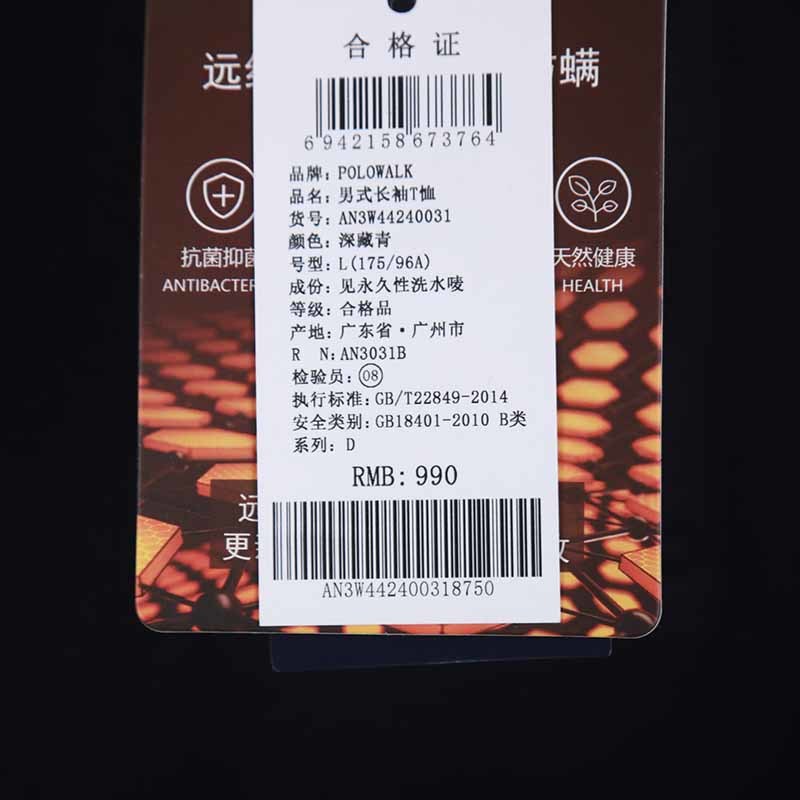 合格证
远 螨
6942158673764
品牌：POLOWALK
品名：男式长袖T恤
货号：AN3W44240031
颜色：深藏青
抗菌抑菌
天然健康
号型：L(175/96A)
HEALTH
成份：见永久性洗水唛
等级：合格品
产地：广东省·广州市
R N:AN3031B
检验员：08
执行标准：GB/T22849-2014
安全类别：GB18401-2010 B类
系列：D
RMB: 990
远
更
AN3W442400318750